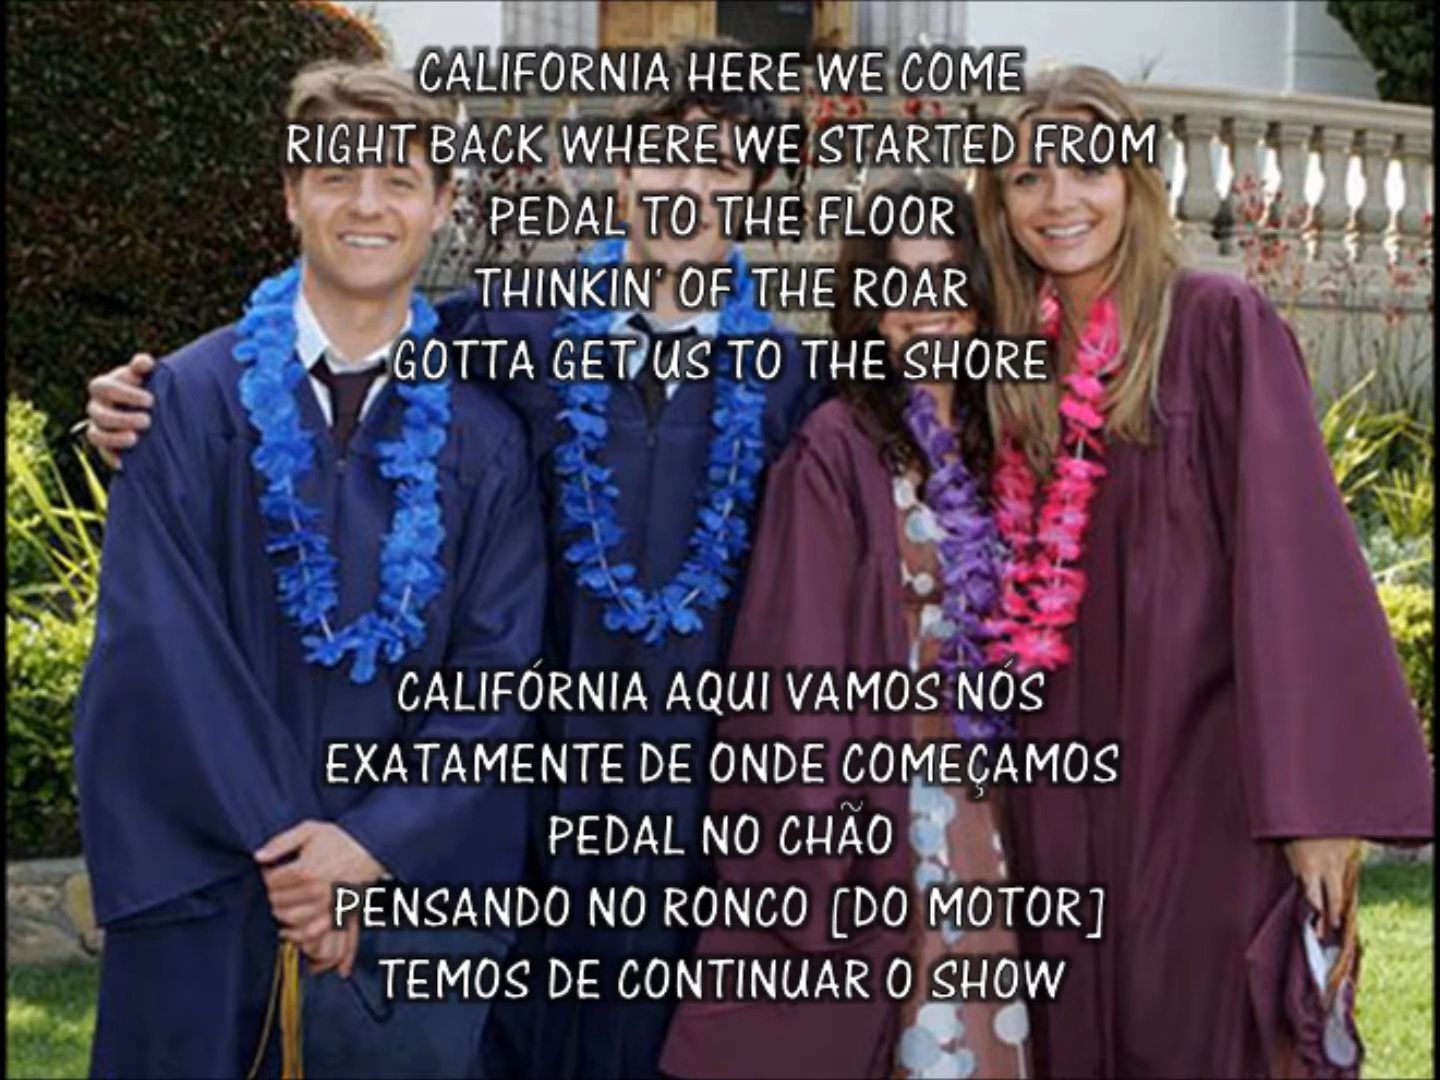 CALIFORNIA HERE WE COME
RIGHT BACK WHERE WE STARTED FROM
PEDAL TO THE FLOOR
THINKIN' OF THE ROAR
GOTTA GET US TO THE SHORE
CALIFÓRNIA AQUI VAMOS NÓS
EXATAMENTE DE ONDE COMEÇAMOS
PEDAL NO CHÃO
PENSANDO NO RONCO [DO MOTOR]
TEMOS DE CONTINUAR O SHOW